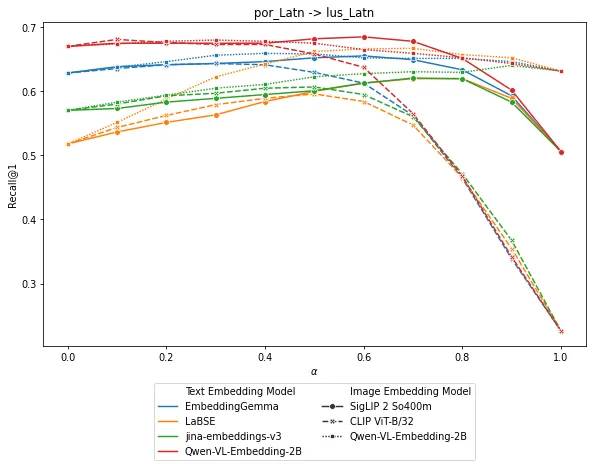 por_Latn -> lus_Latn
Recall@1
0.7
0.6
0.5
0.4
0.3
0.0 0.2 0.4 0.6 0.8 1.0
α
Text Embedding Model
EmbeddingGemma
LaBSE
jina-embeddings-v3
Qwen-VL-Embedding-2B
Image Embedding Model
SigLIP 2 So400m
CLIP ViT-B/32
Qwen-VL-Embedding-2B